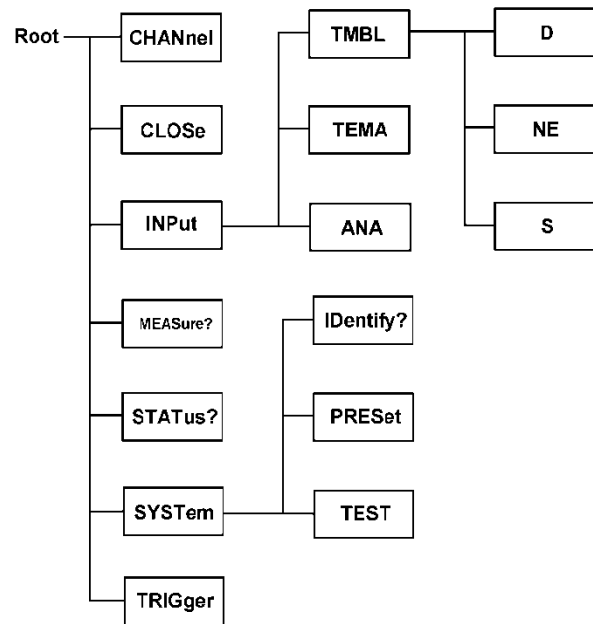 Root
CHANnel
CLOSe
INPut
MEASure?
STATus?
SYSTem
TRIGger
TMBL
TEMA
ANA
IDentify?
PRESet
TEST
D
NE
S